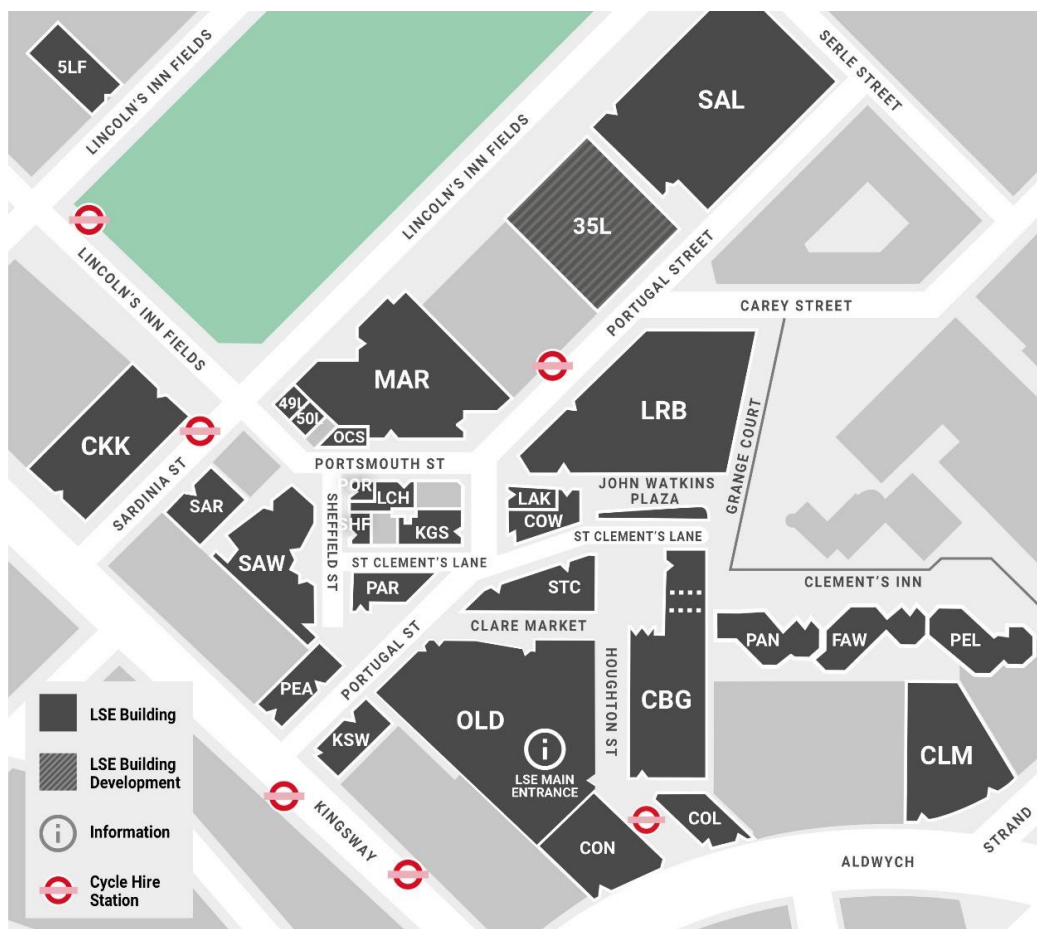 5LF
LINCOLN'S INN FIELDS
SAL
SERLE STREET
LINCOLN'S INN FIELDS
35L
LINCOLN'S INN FIELDS
PORTUGAL STREET
CAREY STREET
MAR
49L
50L
OCS
LRB
CKK
PORTSMOUTH ST
SARDINIA ST
GRANGE COURT
SAR
SHEFFIELD ST
POR
LCH
SHF
KGS
LAK
COW
JOHN WATKINS
PLAZA
ST CLEMENT'S LANE
ST CLEMENT'S LANE
SAW
PAR
STC
CLEMENT'S INN
CLARE MARKET
PORTUGAL ST
HOUGHTON ST
PAN
FAW
PEL
PEA
KSW
OLD
CBG
LSE MAIN
ENTRANCE
CLM
CON
COL
KINGSWAY
ALDWYCH
STRAND
LSE Building
LSE Building
Development
i
Information
Cycle Hire
Station